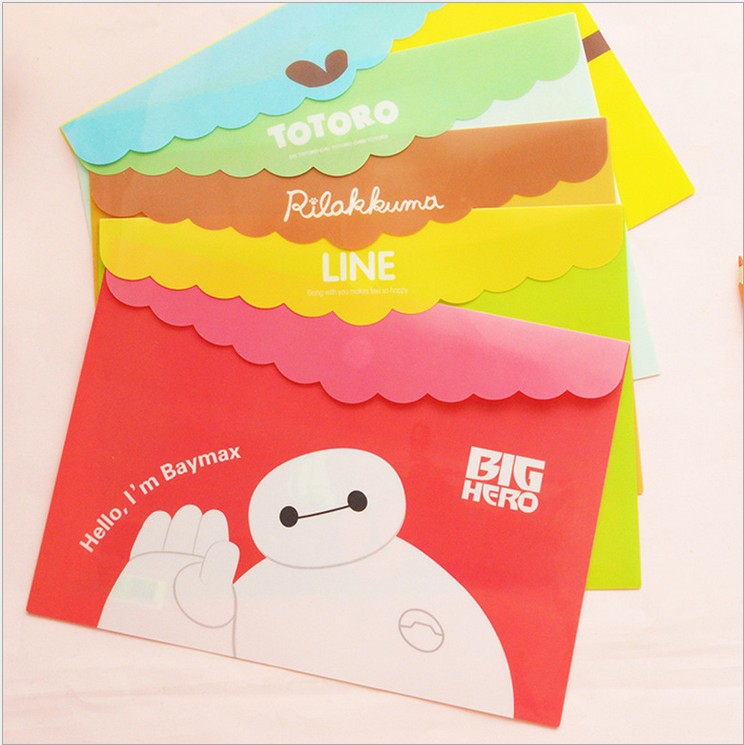 TOTORO
Rilakkuma
LINE
Hello, I'm Baymax
BIG
HERO